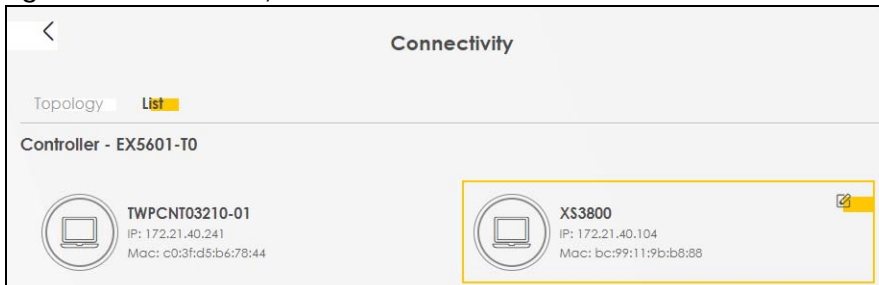 Connectivity
Topology List
Controller - EX5601-T0
TWPCNT03210-01
IP: 172.21.40.241
Mac: c0:3f:d5:b6:78:44
XS3800
IP: 172.21.40.104
Mac: bc:99:11:9b:b8:88